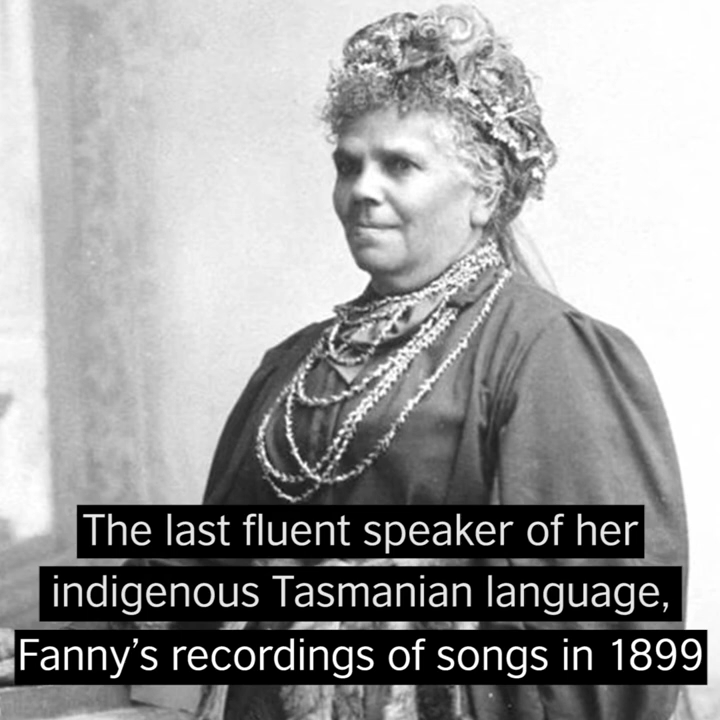 The last fluent speaker of her
indigenous Tasmanian language,
Fanny’s recordings of songs in 1899